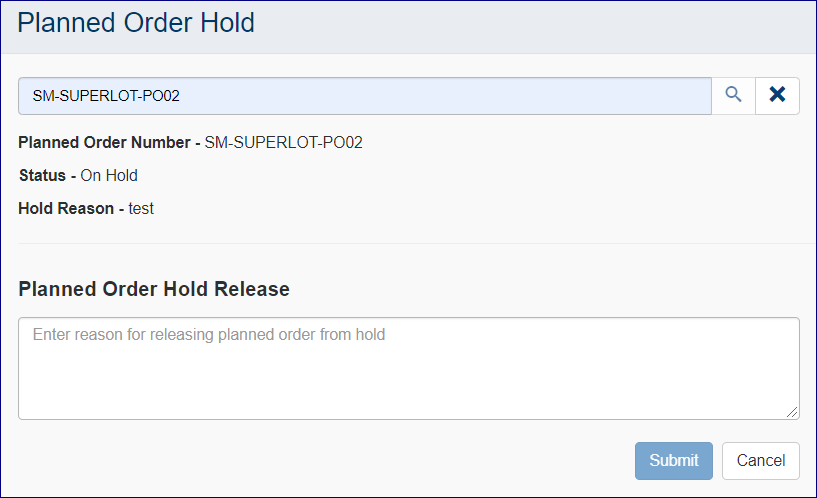 Planned Order Hold
SM-SUPERLOT-PO02
Planned Order Number - SM-SUPERLOT-PO02
Status - On Hold
Hold Reason - test
Planned Order Hold Release
Enter reason for releasing planned order from hold
Submit Cancel